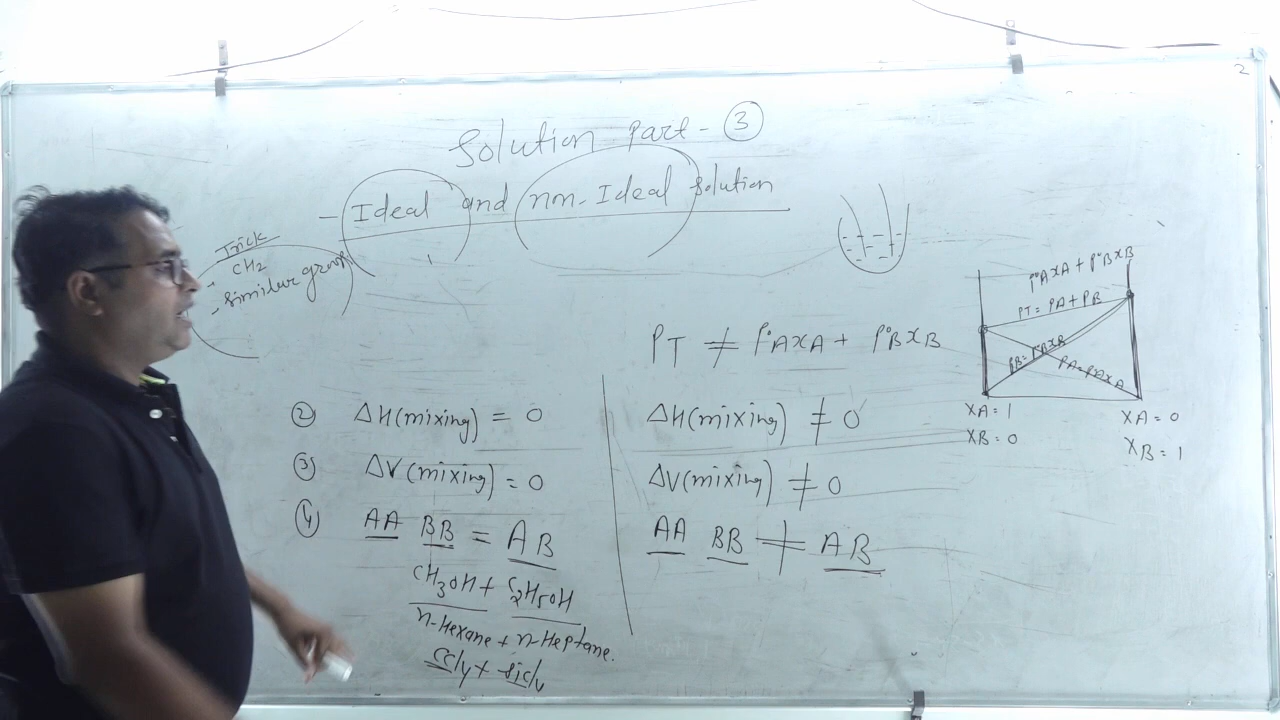 2
Solution Part - ③
- Ideal and non-Ideal solution
Trick
CH2
- Similar group
PT ≠ P°AxA + P°BxB
② ΔH(mixing) = 0
③ ΔV(mixing) = 0
④ AA BB = AB
CH3OH + C2H5OH
n-Hexane + n-Heptane.
CCl4 + SiCl4
ΔH(mixing) ≠ 0
ΔV(mixing) ≠ 0
AA BB ≠ AB
P°AxA + P°BxB
PT = PA + PB
PB = P°BxB
PA = P°AxA
XA = 1
XB = 0
XA = 0
XB = 1